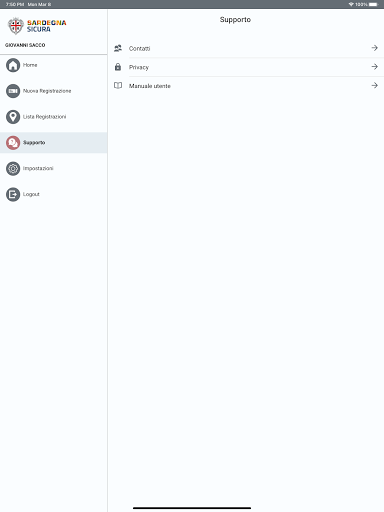 7:50 PM Mon Mar 8
100%
SARDEGNA
SICURA
GIOVANNI SACCO
Home
Nuova Registrazione
Lista Registrazioni
Supporto
Impostazioni
Logout
Supporto
Contatti
Privacy
Manuale utente